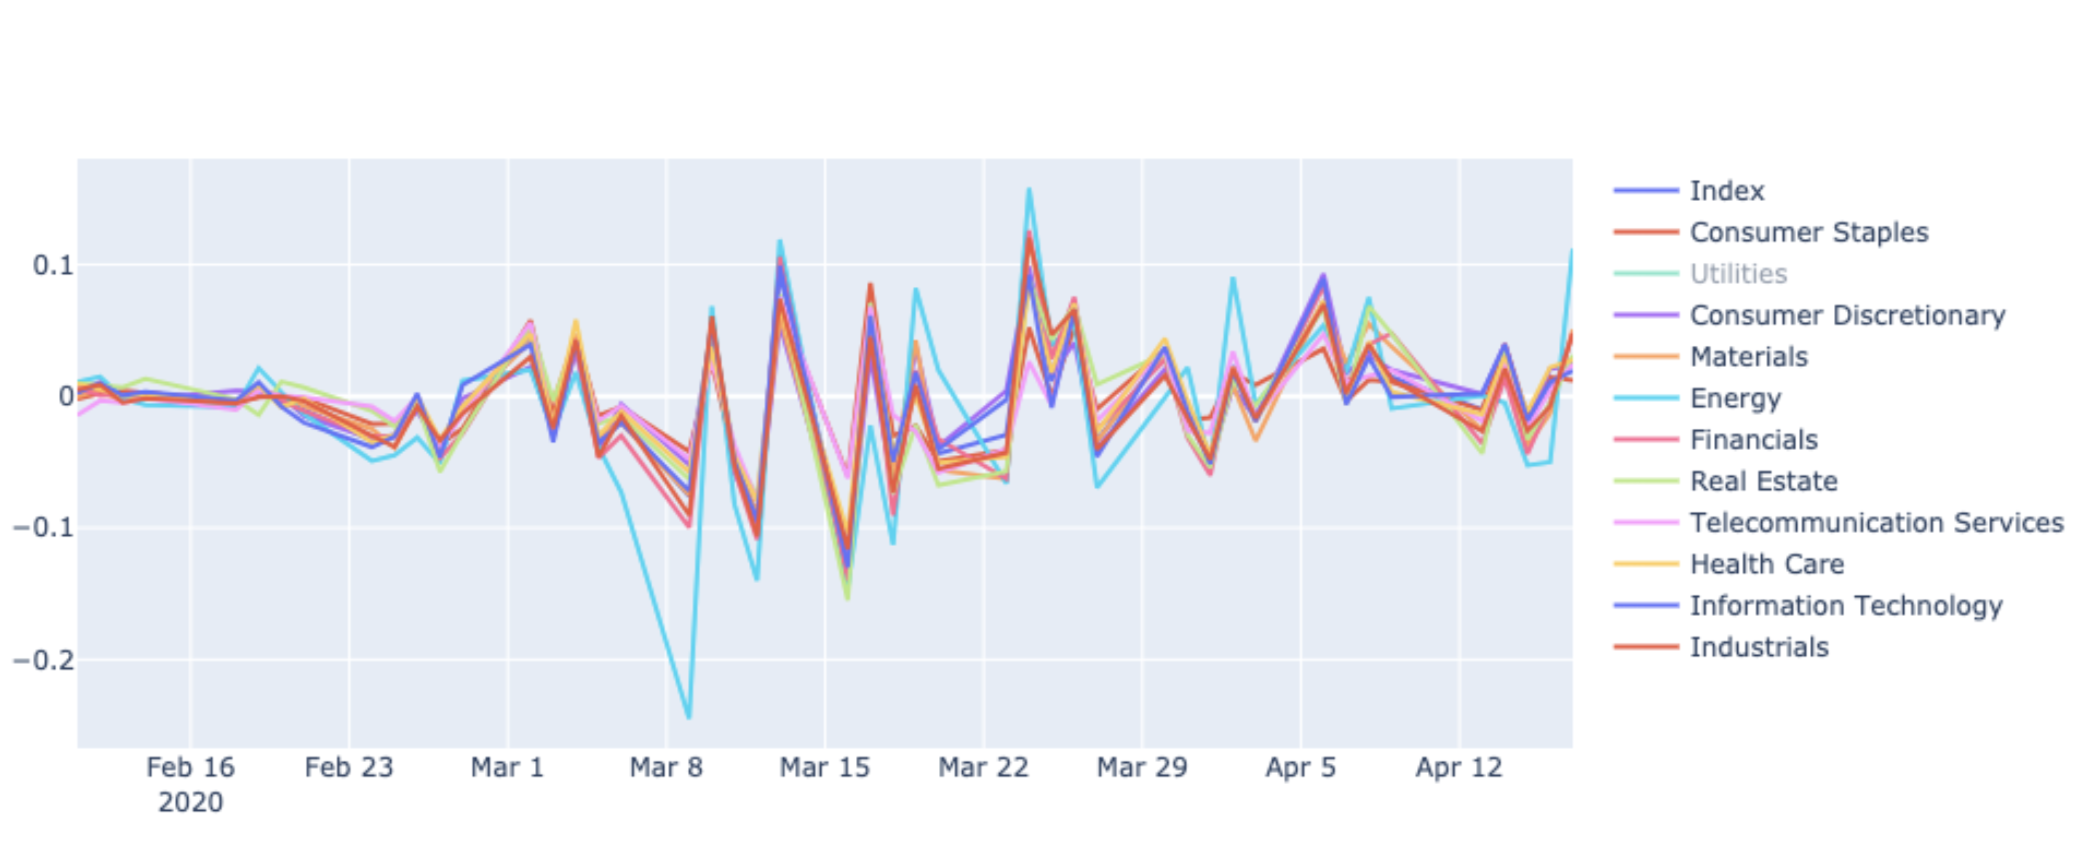 0.1
0
−0.1
−0.2
Feb 16
2020
Feb 23
Mar 1
Mar 8
Mar 15
Mar 22
Mar 29
Apr 5
Apr 12
Index
Consumer Staples
Utilities
Consumer Discretionary
Materials
Energy
Financials
Real Estate
Telecommunication Services
Health Care
Information Technology
Industrials